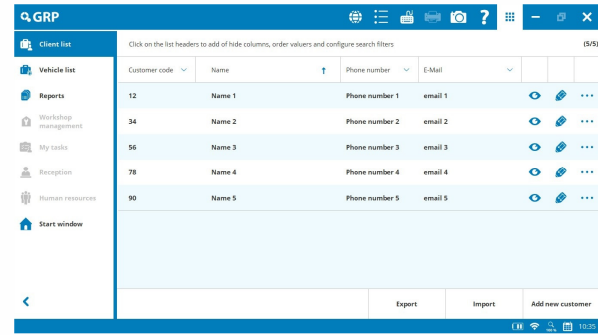 GRP
Client list
Click on the list headers to add of hide columns, order valuers and configure search filters
(5/5)
Vehicle list
Customer code
Name
Phone number
E-Mail
Reports
12
Name 1
Phone number 1
email 1
Workshop
management
34
Name 2
Phone number 2
email 2
My tasks
56
Name 3
Phone number 3
email 3
Reception
78
Name 4
Phone number 4
email 4
Human resources
90
Name 5
Phone number 5
email 5
Start window
Export
Import
Add new customer
100 %
10:35